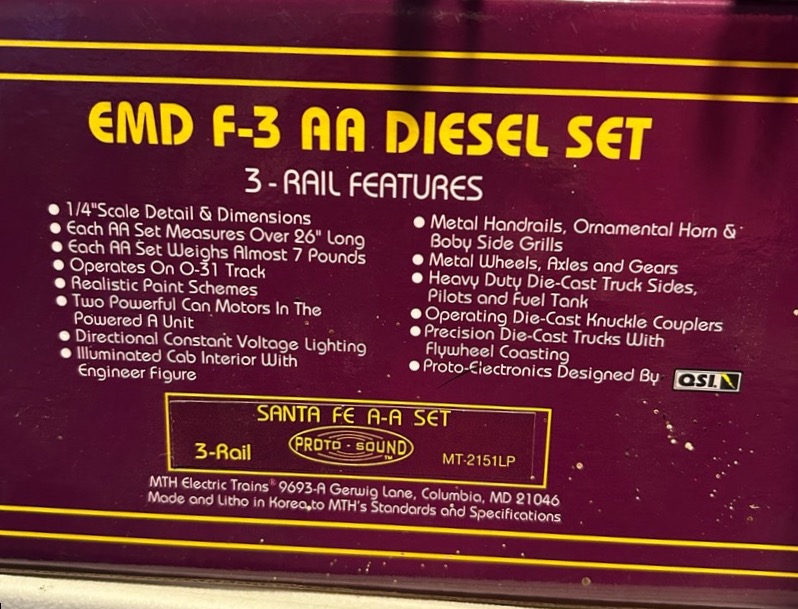 EMD F-3 AA DIESEL SET
3-RAIL FEATURES
● 1/4"Scale Detail & Dimensions
● Each AA Set Measures Over 26" Long
● Each AA Set Weighs Almost 7 Pounds
● Operates On O-31 Track
● Realistic Paint Schemes
● Two Powerful Can Motors In The
Powered A Unit
● Directional Constant Voltage Lighting
● Illuminated Cab Interior With
Engineer Figure
● Metal Handrails, Ornamental Horn &
Boby Side Grills
● Metal Wheels, Axles and Gears
● Heavy Duty Die-Cast Truck Sides,
Pilots and Fuel Tank
● Operating Die-Cast Knuckle Couplers
● Precision Die-Cast Trucks With
Flywheel Coasting
● Proto-Electronics Designed By QSI
SANTA FE A-A SET
3-Rail PROTO-SOUND™ MT-2151LP
MTH Electric Trains® 9693-A Gerwig Lane, Columbia, MD 21046
Made and Litho in Korea to MTH's Standards and Specifications